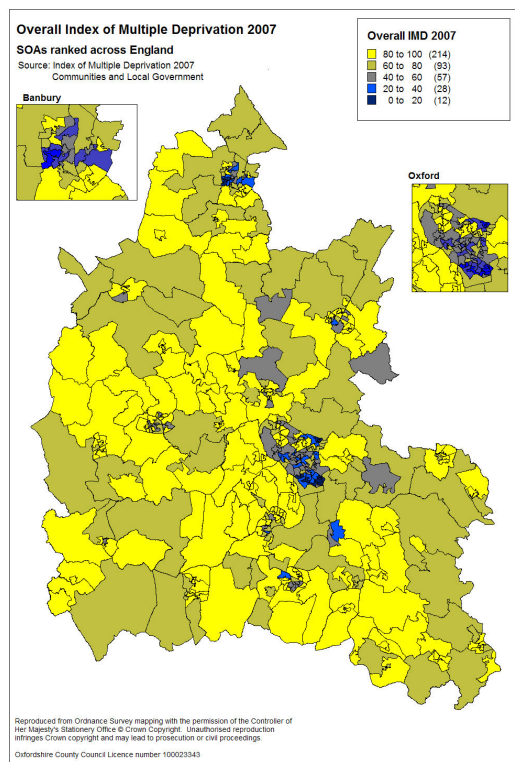 Overall Index of Multiple Deprivation 2007
SOAs ranked across England
Source: Index of Multiple Deprivation 2007
Communities and Local Government
Overall IMD 2007
80 to 100 (214)
60 to 80 (93)
40 to 60 (57)
20 to 40 (28)
0 to 20 (12)
Banbury
Oxford
Reproduced from Ordnance Survey mapping with the permission of the Controller of
Her Majesty's Stationery Office © Crown Copyright. Unauthorised reproduction
infringes Crown copyright and may lead to prosecution or civil proceedings.
Oxfordshire County Council Licence number 100023343